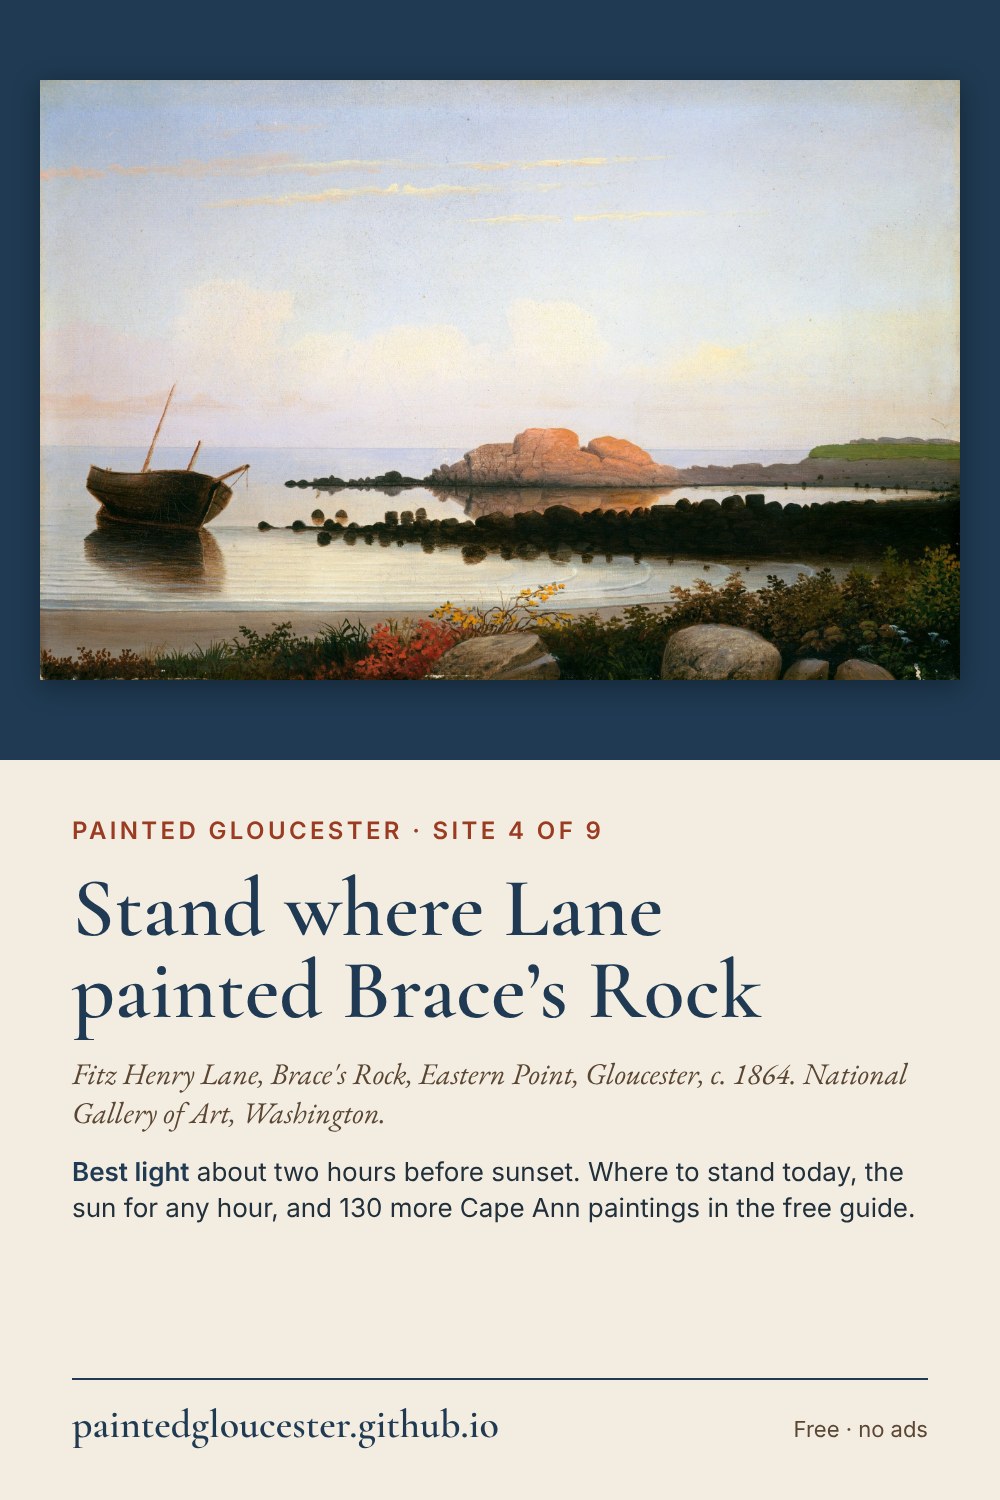 PAINTED GLOUCESTER · SITE 4 OF 9
Stand where Lane
painted Brace’s Rock
Fitz Henry Lane, Brace's Rock, Eastern Point, Gloucester, c. 1864. National
Gallery of Art, Washington.
Best light about two hours before sunset. Where to stand today, the
sun for any hour, and 130 more Cape Ann paintings in the free guide.
paintedgloucester.github.io
Free · no ads